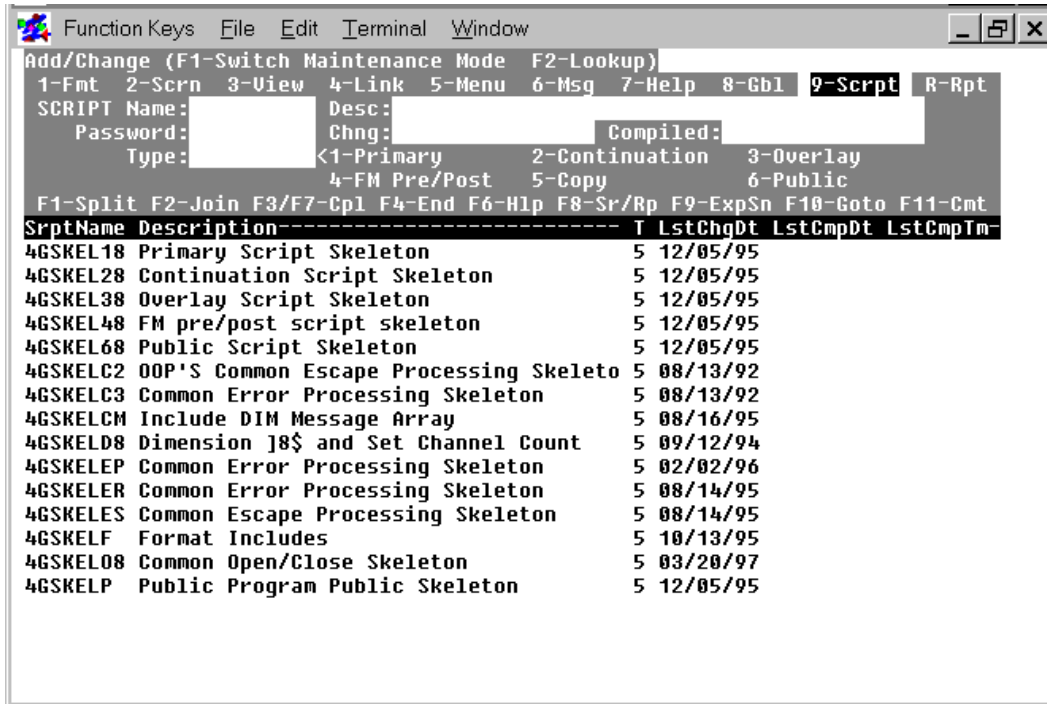 Function Keys File Edit Terminal Window
Add/Change (F1-Switch Maintenance Mode F2-Lookup)
1-Fmt 2-Scrn 3-View 4-Link 5-Menu 6-Msg 7-Help 8-Gbl 9-Scrpt R-Rpt
SCRIPT Name: Desc:
Password: Chng: Compiled:
Type: <1-Primary 2-Continuation 3-Overlay
4-FM Pre/Post 5-Copy 6-Public
F1-Split F2-Join F3/F7-Cpl F4-End F6-Hlp F8-Sr/Rp F9-ExpSn F10-Goto F11-Cmt
SrptName Description--------------------------- T LstChgDt LstCmpDt LstCmpTm-
4GSKEL18 Primary Script Skeleton 5 12/05/95
4GSKEL28 Continuation Script Skeleton 5 12/05/95
4GSKEL38 Overlay Script Skeleton 5 12/05/95
4GSKEL48 FM pre/post script skeleton 5 12/05/95
4GSKEL68 Public Script Skeleton 5 12/05/95
4GSKELC2 OOP'S Common Escape Processing Skeleto 5 08/13/92
4GSKELC3 Common Error Processing Skeleton 5 08/13/92
4GSKELCM Include DIM Message Array 5 08/16/95
4GSKELD8 Dimension ]8$ and Set Channel Count 5 09/12/94
4GSKELEP Common Error Processing Skeleton 5 02/02/96
4GSKELER Common Error Processing Skeleton 5 08/14/95
4GSKELES Common Escape Processing Skeleton 5 08/14/95
4GSKELF Format Includes 5 10/13/95
4GSKELO8 Common Open/Close Skeleton 5 03/20/97
4GSKELP Public Program Public Skeleton 5 12/05/95